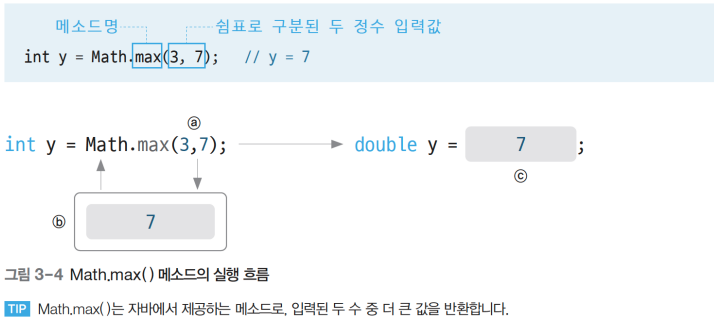 메소드명 쉼표로 구분된 두 정수 입력값
int y = Math.max(3, 7); // y = 7
ⓐ
int y = Math.max(3,7); double y = 7 ;
ⓒ
ⓑ 7
그림 3-4 Math.max( ) 메소드의 실행 흐름
TIP Math.max( )는 자바에서 제공하는 메소드로, 입력된 두 수 중 더 큰 값을 반환합니다.